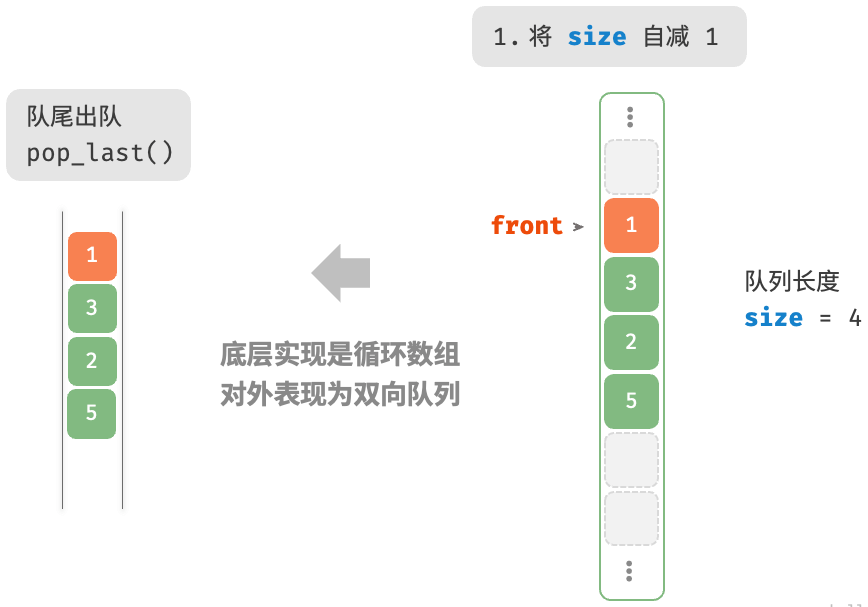 1. 将 size 自减 1
队尾出队
pop_last()
1
3
2
5
底层实现是循环数组
对外表现为双向队列
front
1
3
2
5
队列长度
size = 4